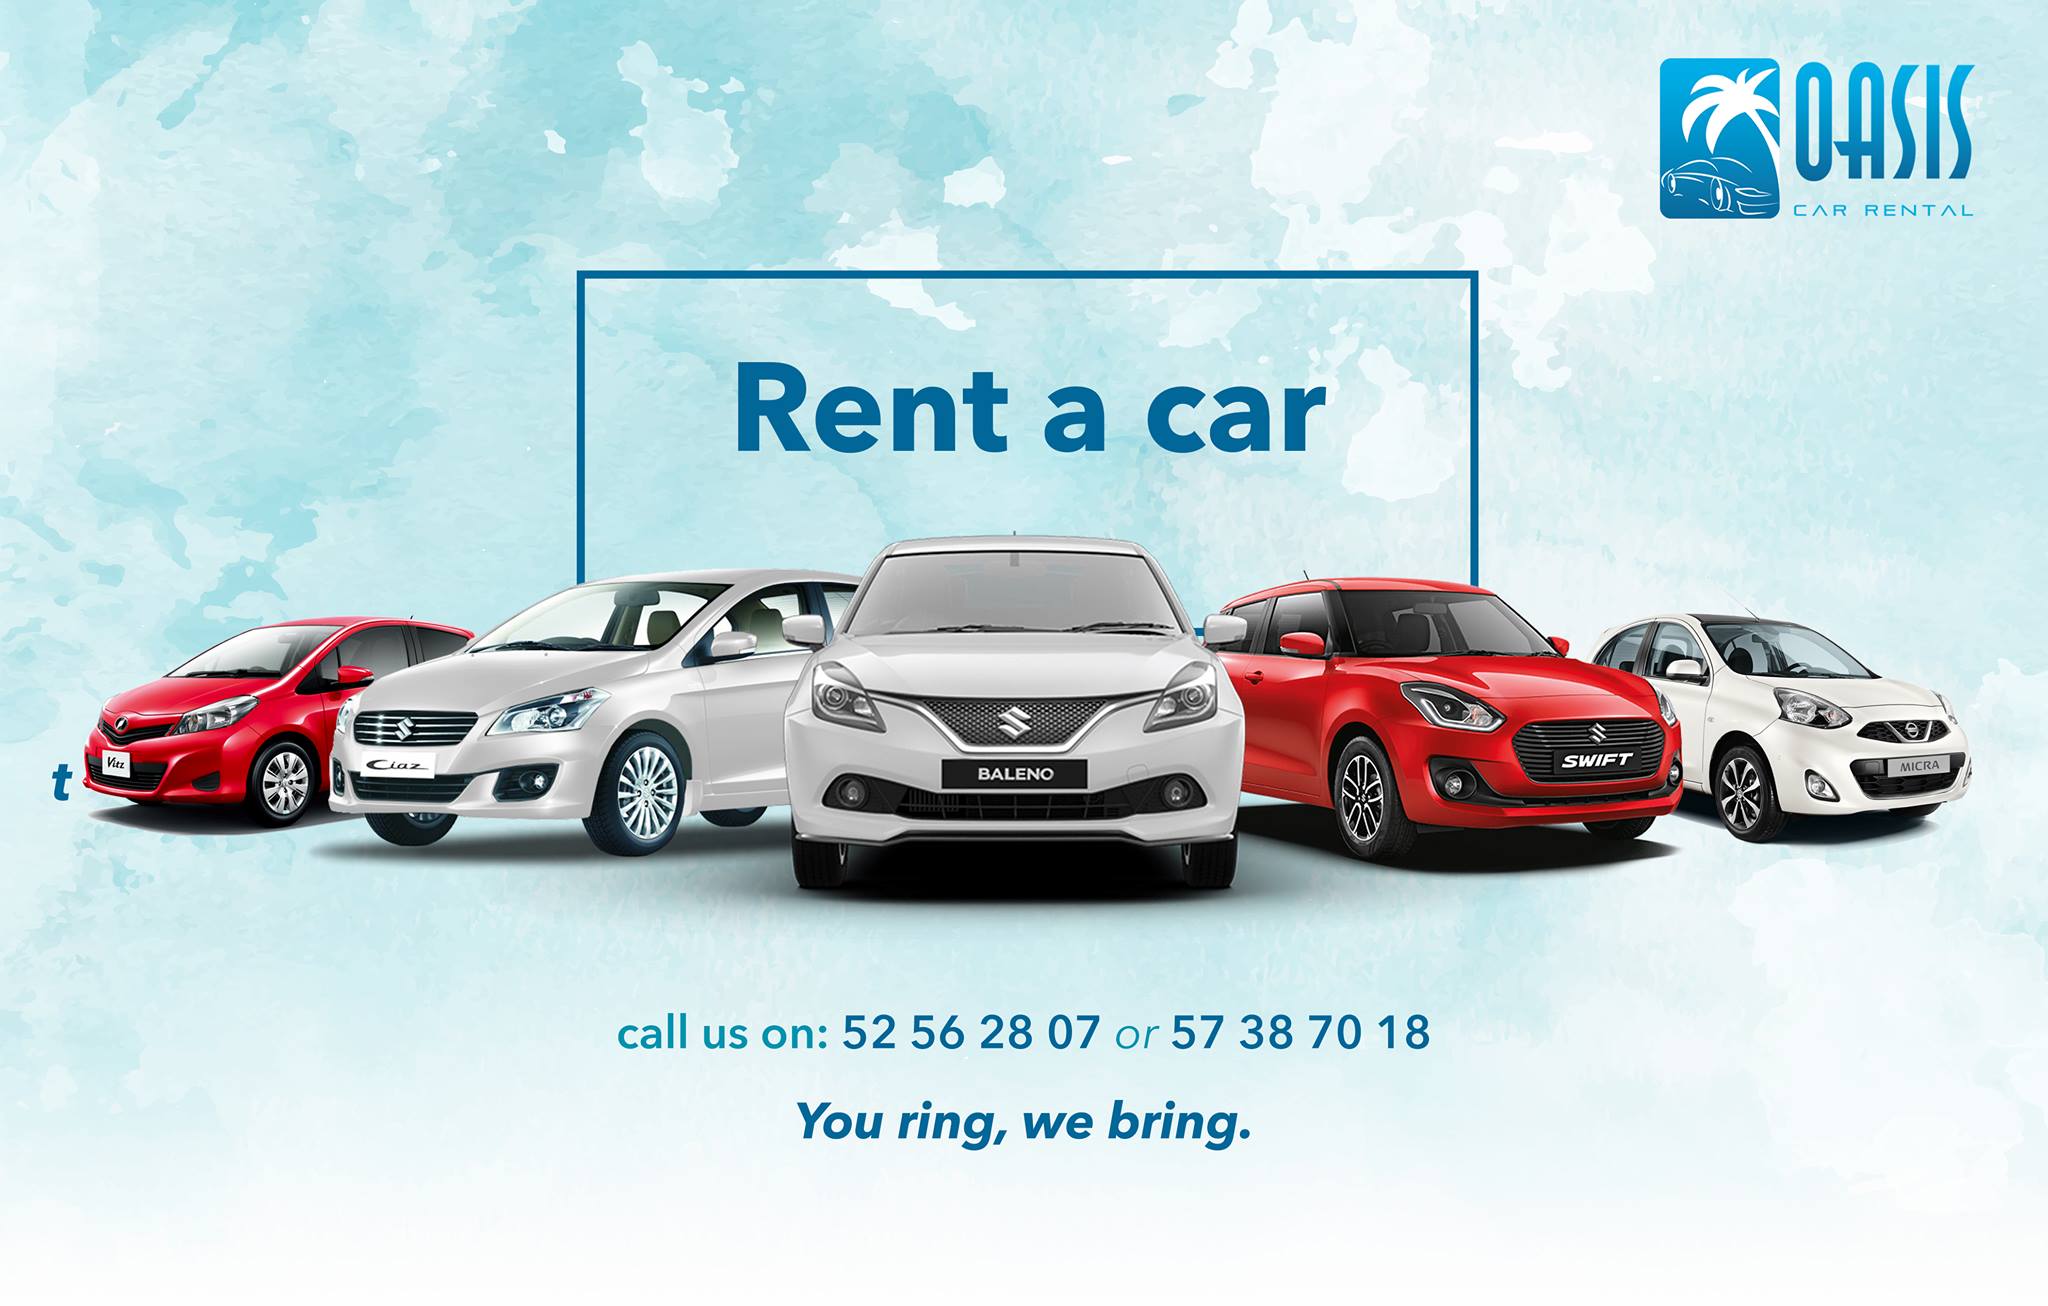 OASIS
CAR RENTAL
Rent a car
Vitz
Ciaz
BALENO
SWIFT
MICRA
t
call us on: 52 56 28 07 or 57 38 70 18
You ring, we bring.